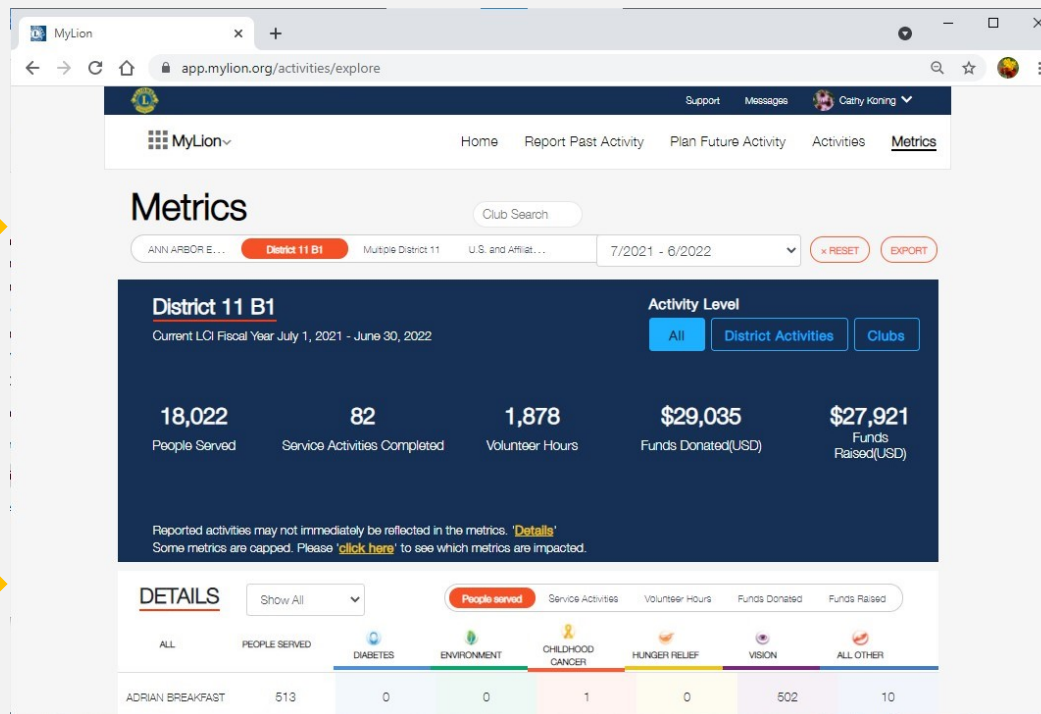 MyLion
app.mylion.org/activities/explore
Support Messages Cathy Koning
MyLion Home Report Past Activity Plan Future Activity Activities Metrics
Metrics Club Search
ANN ARBOR E... District 11 B1 Multiple District 11 U.S. and Affiliat... 7/2021 - 6/2022 × RESET EXPORT
District 11 B1 Activity Level
Current LCI Fiscal Year July 1, 2021 - June 30, 2022 All District Activities Clubs
18,022 82 1,878 $29,035 $27,921
People Served Service Activities Completed Volunteer Hours Funds Donated(USD) Funds
Raised(USD)
Reported activities may not immediately be reflected in the metrics. 'Details'
Some metrics are capped. Please 'click here' to see which metrics are impacted.
DETAILS Show All People served Service Activities Volunteer Hours Funds Donated Funds Raised
ALL PEOPLE SERVED DIABETES ENVIRONMENT CHILDHOOD CANCER HUNGER RELIEF VISION ALL OTHER
ADRIAN BREAKFAST 513 0 0 1 0 502 10